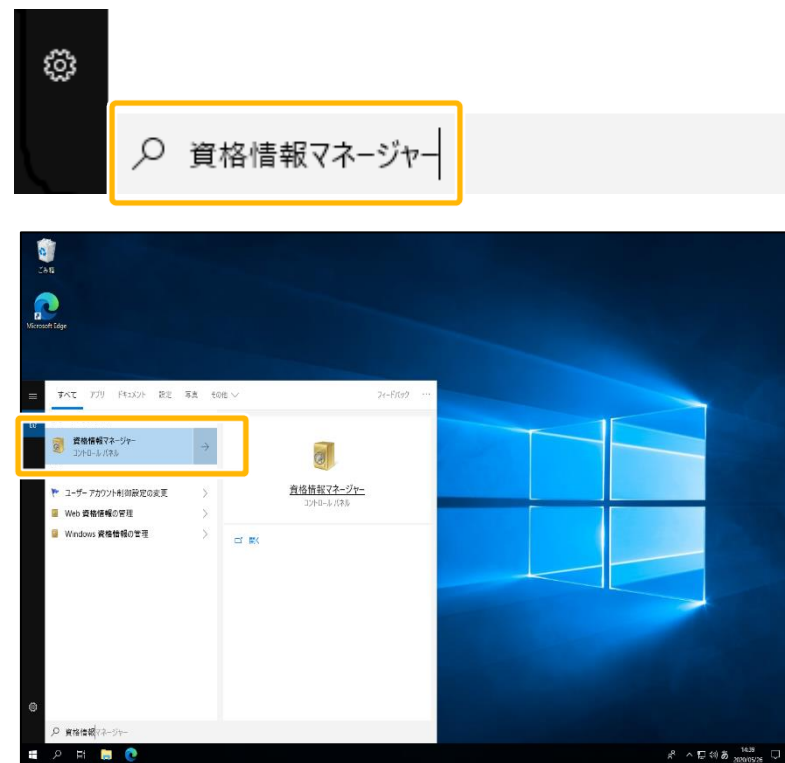 資格情報マネージャー
ごみ箱
Microsoft Edge
すべて アプリ ドキュメント 設定 写真 その他 フィードバック ...
資格情報マネージャー
コントロール パネル
資格情報マネージャー
コントロール パネル
ユーザー アカウント制御設定の変更
Web 資格情報の管理
Windows 資格情報の管理
開く
資格情報マネージャー
あ
14:39
2020/05/26